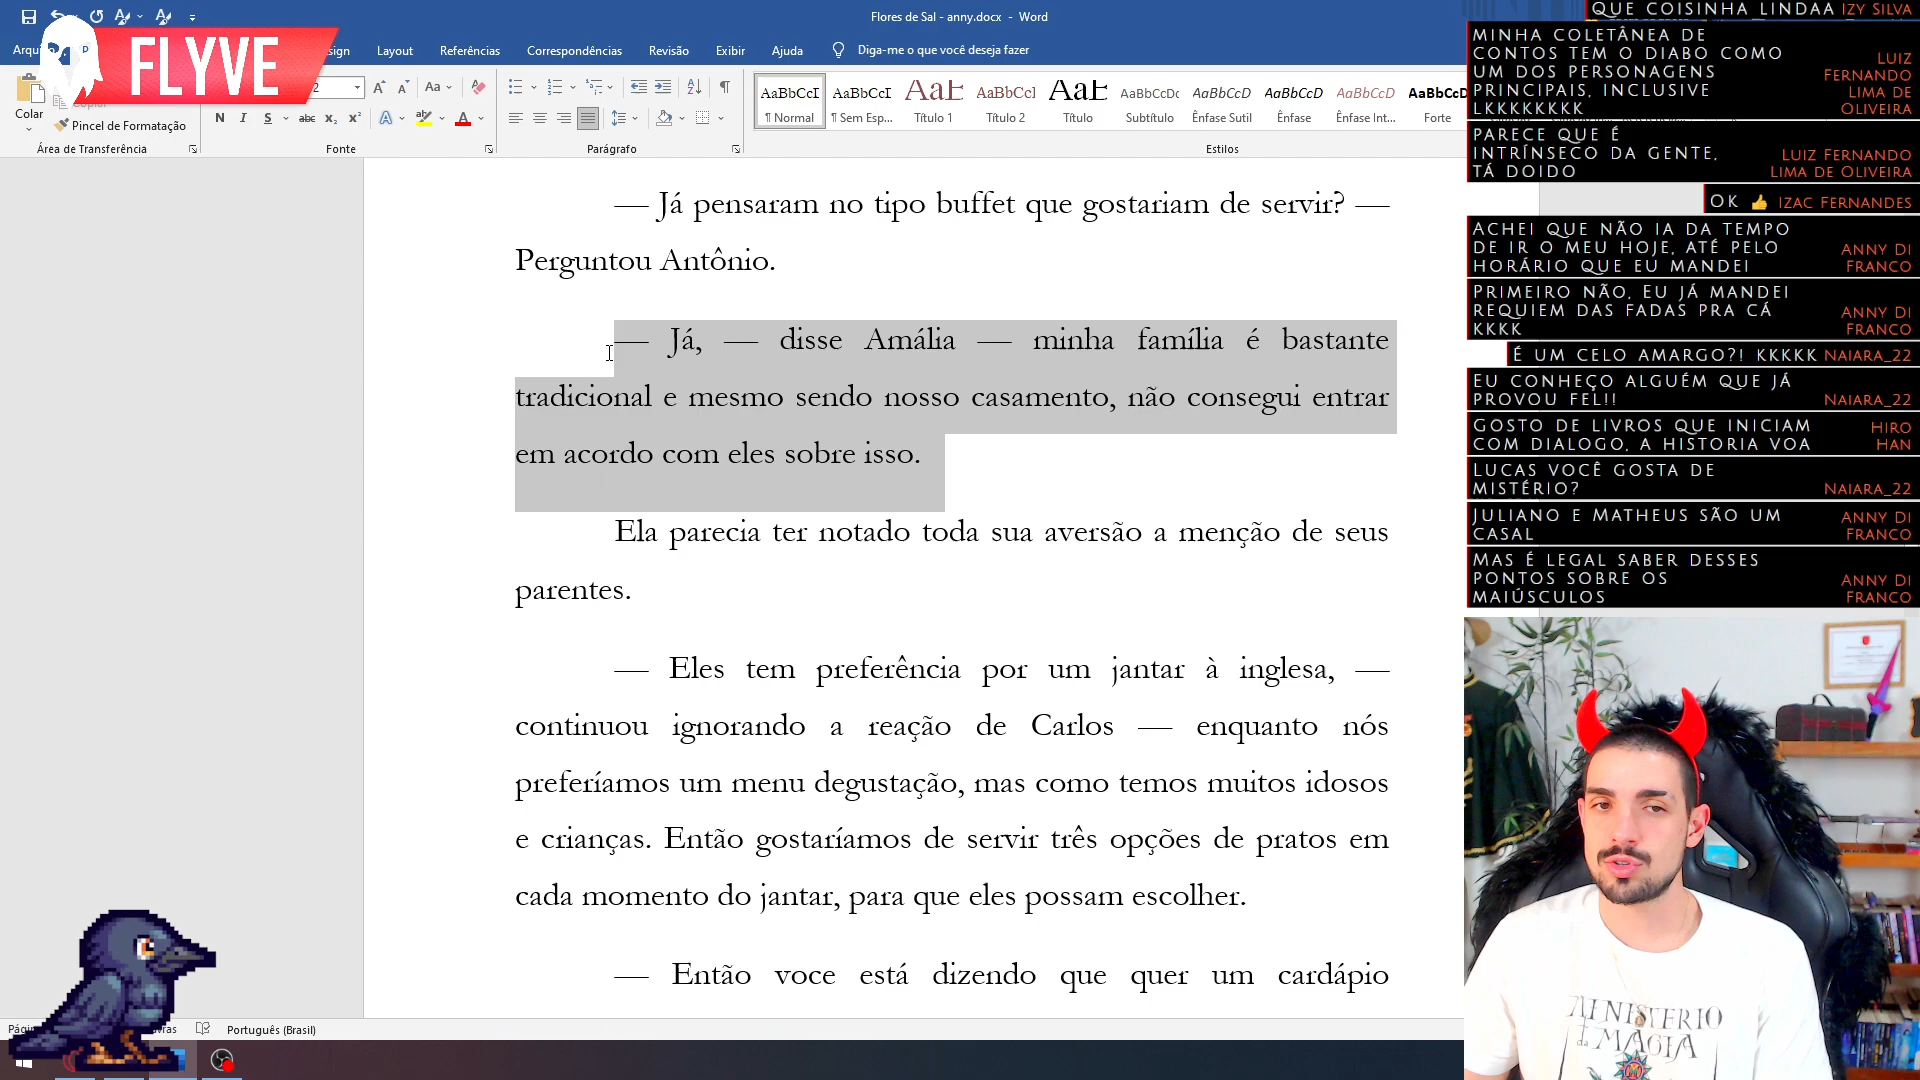 Flores de Sal - anny.docx - Word
FLYVE
Layout
Referências
Correspondências
Revisão
Exibir
Ajuda
Diga-me o que você deseja fazer
Colar
Pincel de Formatação
Área de Transferência
Fonte
Parágrafo
Estilos
AaBbCcI
¶ Normal
AaBbCcI
¶ Sem Esp...
AaE
Título 1
AaBbCcl
Título 2
AaE
Título
AaBbCcDc
Subtítulo
AaBbCcD
Ênfase Sutil
AaBbCcD
Ênfase
AaBbCcD
Ênfase Int...
AaBbCcD
Forte
— Já pensaram no tipo buffet que gostariam de servir? —
Perguntou Antônio.
— Já, — disse Amália — minha família é bastante
tradicional e mesmo sendo nosso casamento, não consegui entrar
em acordo com eles sobre isso.
Ela parecia ter notado toda sua aversão a menção de seus
parentes.
— Eles tem preferência por um jantar à inglesa, —
continuou ignorando a reação de Carlos — enquanto nós
preferíamos um menu degustação, mas como temos muitos idosos
e crianças. Então gostaríamos de servir três opções de pratos em
cada momento do jantar, para que eles possam escolher.
— Então voce está dizendo que quer um cardápio
Português (Brasil)
QUE COISINHA LINDAA IZY SILVA
MINHA COLETÂNEA DE
CONTOS TEM O DIABO COMO
UM DOS PERSONAGENS
PRINCIPAIS, INCLUSIVE
LKKKKKKKK
LUIZ
FERNANDO
LIMA DE
OLIVEIRA
PARECE QUE É
INTRÍNSECO DA GENTE,
TÁ DOIDO
LUIZ FERNANDO
LIMA DE OLIVEIRA
OK 👍 IZAC FERNANDES
ACHEI QUE NÃO IA DA TEMPO
DE IR O MEU HOJE, ATÉ PELO
HORÁRIO QUE EU MANDEI
ANNY DI
FRANCO
PRIMEIRO NÃO, EU JÁ MANDEI
REQUIEM DAS FADAS PRA CÁ
KKKK
ANNY DI
FRANCO
É UM CELO AMARGO?! KKKKK NAIARA_22
EU CONHEÇO ALGUÉM QUE JÁ
PROVOU FEL!!
NAIARA_22
GOSTO DE LIVROS QUE INICIAM
COM DIALOGO, A HISTORIA VOA
HIRO
HAN
LUCAS VOCÊ GOSTA DE
MISTÉRIO?
NAIARA_22
JULIANO E MATHEUS SÃO UM
CASAL
ANNY DI
FRANCO
MAS É LEGAL SABER DESSES
PONTOS SOBRE OS
MAIÚSCULOS
ANNY DI
FRANCO
MINISTÉRIO
DA
MAGIA